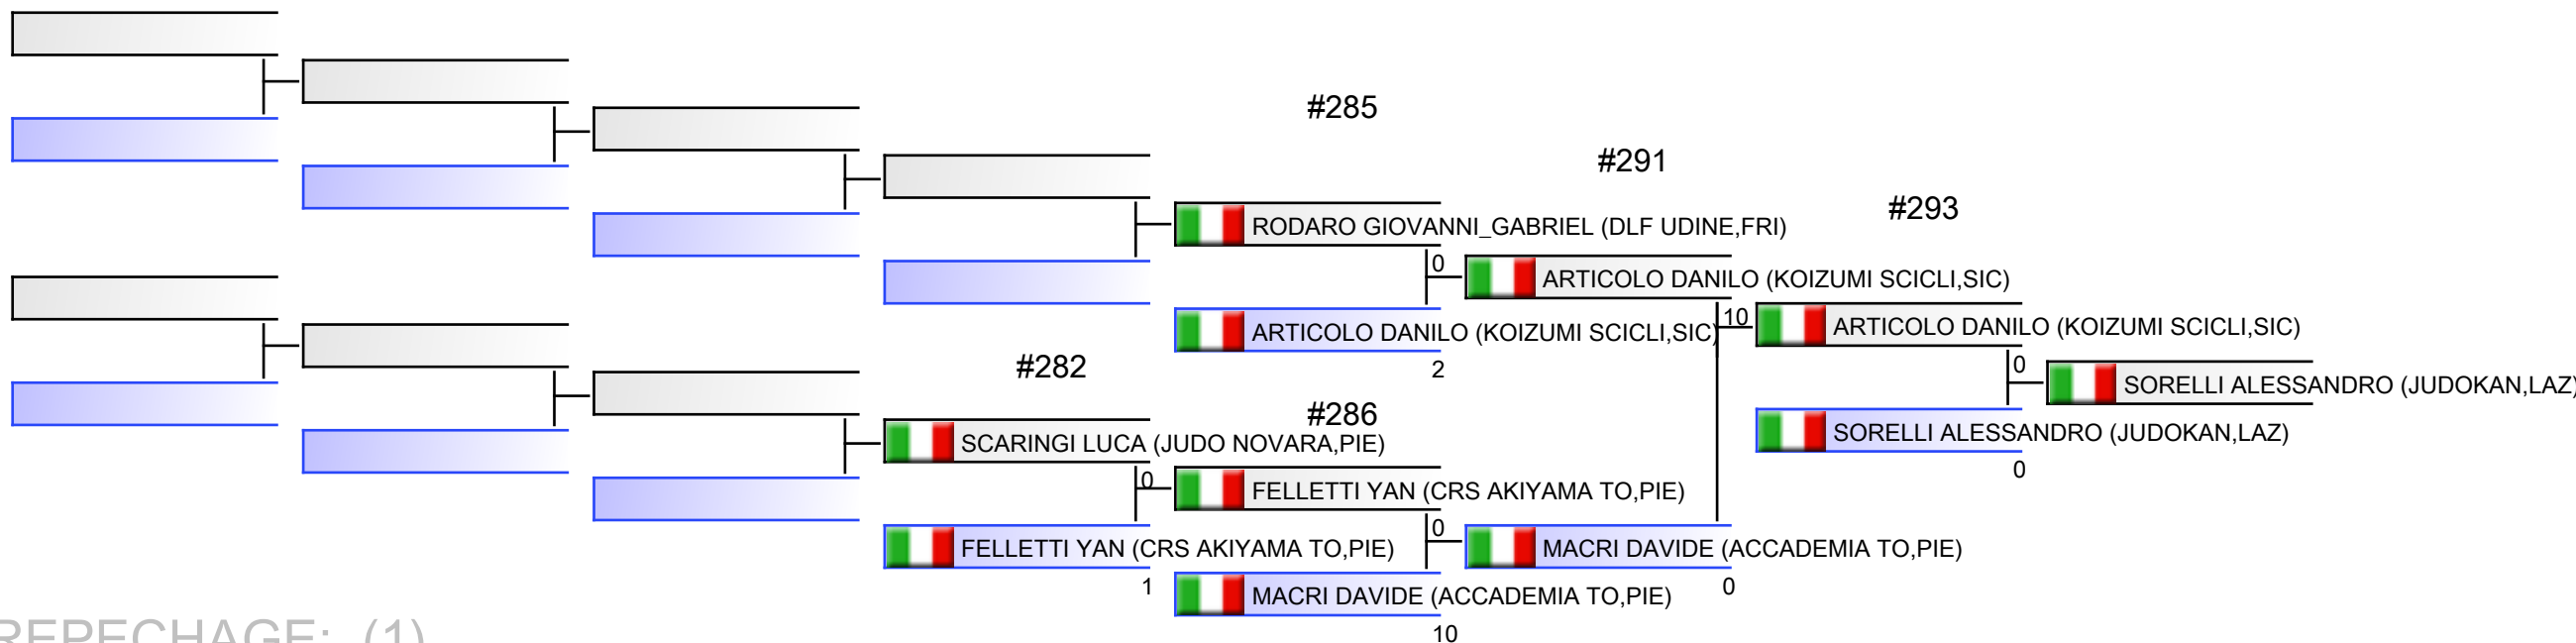 #285
#291
#293
RODARO GIOVANNI_GABRIEL (DLF UDINE,FRI)
0
ARTICOLO DANILO (KOIZUMI SCICLI,SIC)
10
ARTICOLO DANILO (KOIZUMI SCICLI,SIC)
ARTICOLO DANILO (KOIZUMI SCICLI,SIC)
2
0
SORELLI ALESSANDRO (JUDOKAN,LAZ)
SORELLI ALESSANDRO (JUDOKAN,LAZ)
0
#282
#286
SCARINGI LUCA (JUDO NOVARA,PIE)
0
FELLETTI YAN (CRS AKIYAMA TO,PIE)
FELLETTI YAN (CRS AKIYAMA TO,PIE)
1
0
MACRI DAVIDE (ACCADEMIA TO,PIE)
0
MACRI DAVIDE (ACCADEMIA TO,PIE)
10
REPECHAGE: (1)